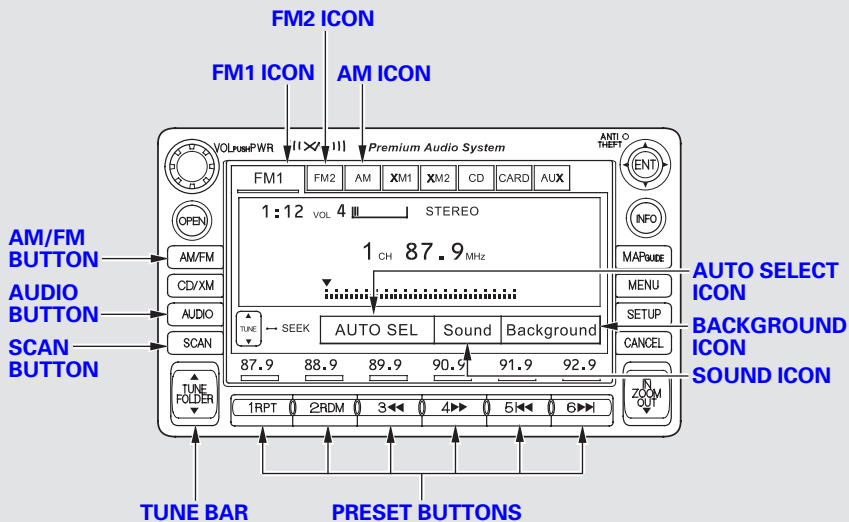 FM2 ICON
FM1 ICON
AM ICON
VOL PUSH PWR
Premium Audio System
ANTI THEFT
FM1 FM2 AM XM1 XM2 CD CARD AUX
ENT
1:12 VOL 4 STEREO
OPEN
INFO
1 CH 87.9 MHz
AM/FM BUTTON
AM/FM
MAP GUIDE
AUTO SELECT ICON
CD/XM
MENU
AUDIO BUTTON
AUDIO
SETUP
TUNE ↔ SEEK AUTO SEL Sound Background
BACKGROUND ICON
SCAN BUTTON
SCAN
CANCEL
87.9 88.9 89.9 90.9 91.9 92.9
SOUND ICON
TUNE FOLDER
IN ZOOM OUT
1RPT 2RDM 3◀◀ 4▶▶ 5|◀◀ 6▶▶|
TUNE BAR
PRESET BUTTONS